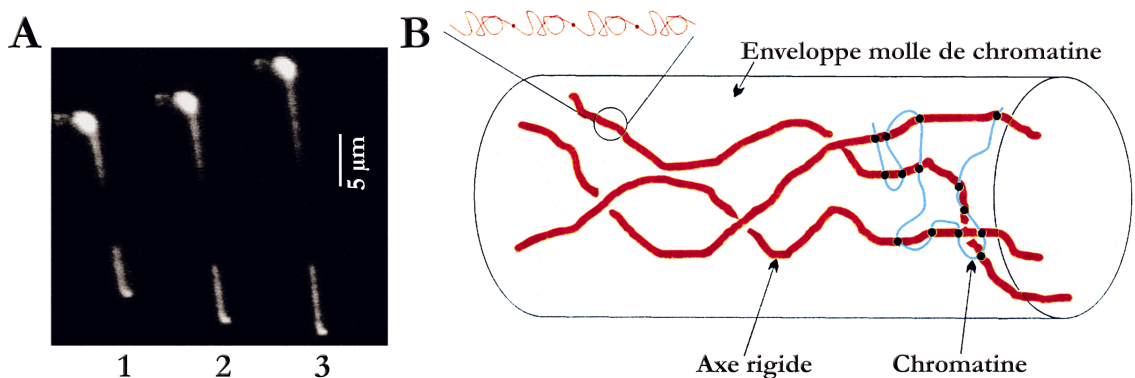 A
5 µm
1 2 3
B
Enveloppe molle de chromatine
Axe rigide
Chromatine